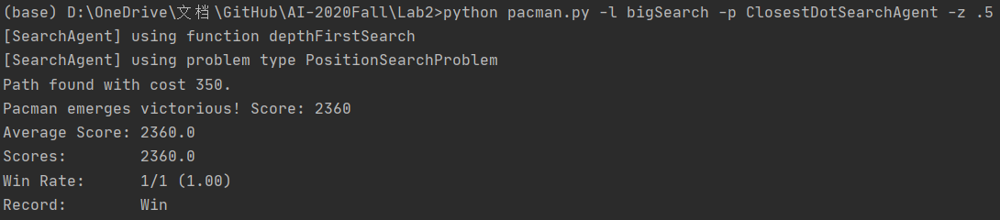 (base) D:\OneDrive\文档\GitHub\AI-2020Fall\Lab2>python pacman.py -l bigSearch -p ClosestDotSearchAgent -z .5
[SearchAgent] using function depthFirstSearch
[SearchAgent] using problem type PositionSearchProblem
Path found with cost 350.
Pacman emerges victorious! Score: 2360
Average Score: 2360.0
Scores:        2360.0
Win Rate:      1/1 (1.00)
Record:        Win